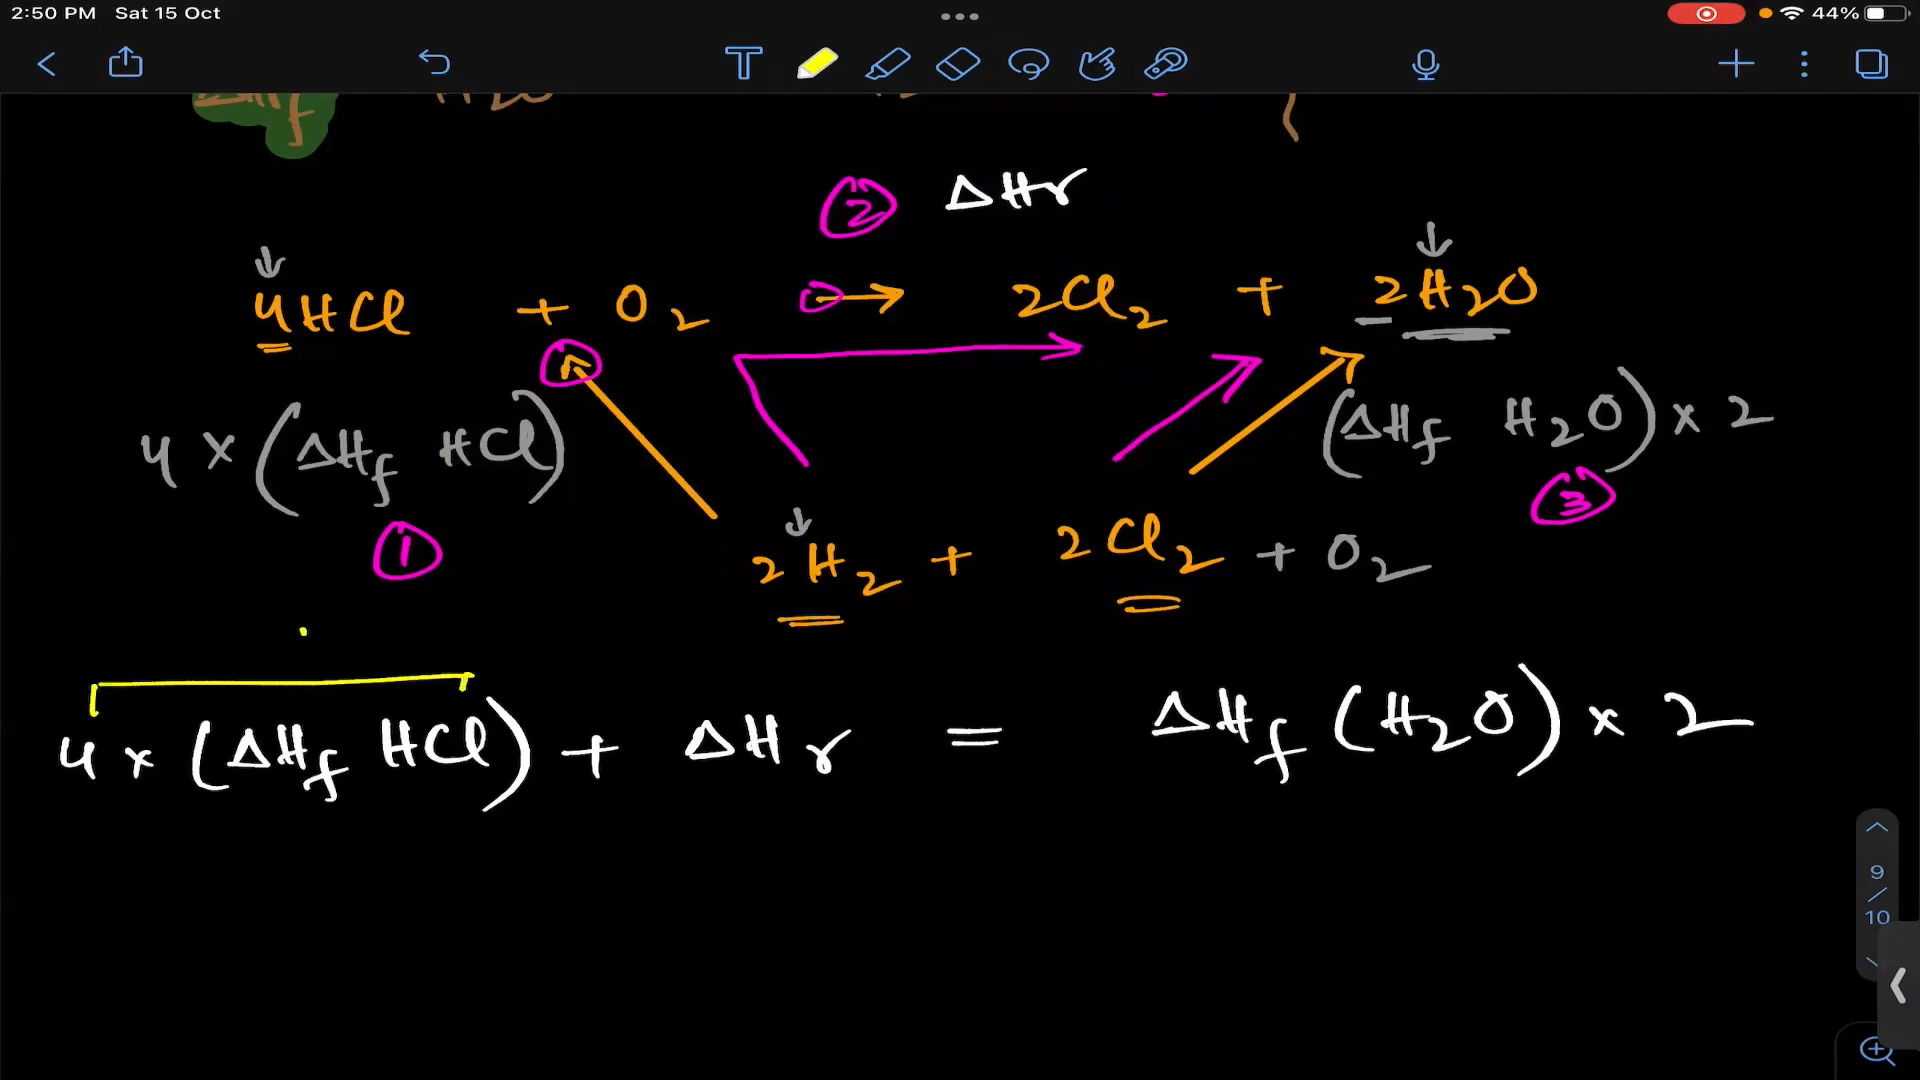 2:50 PM Sat 15 Oct
44%
T
② ΔHr
4HCl + O₂ → 2Cl₂ + 2H₂O
4 × (ΔHf HCl)
(ΔHf H₂O) × 2
①
③
2H₂ + 2Cl₂ + O₂
4 × (ΔHf HCl) + ΔHr = ΔHf (H₂O) × 2
9
/
10